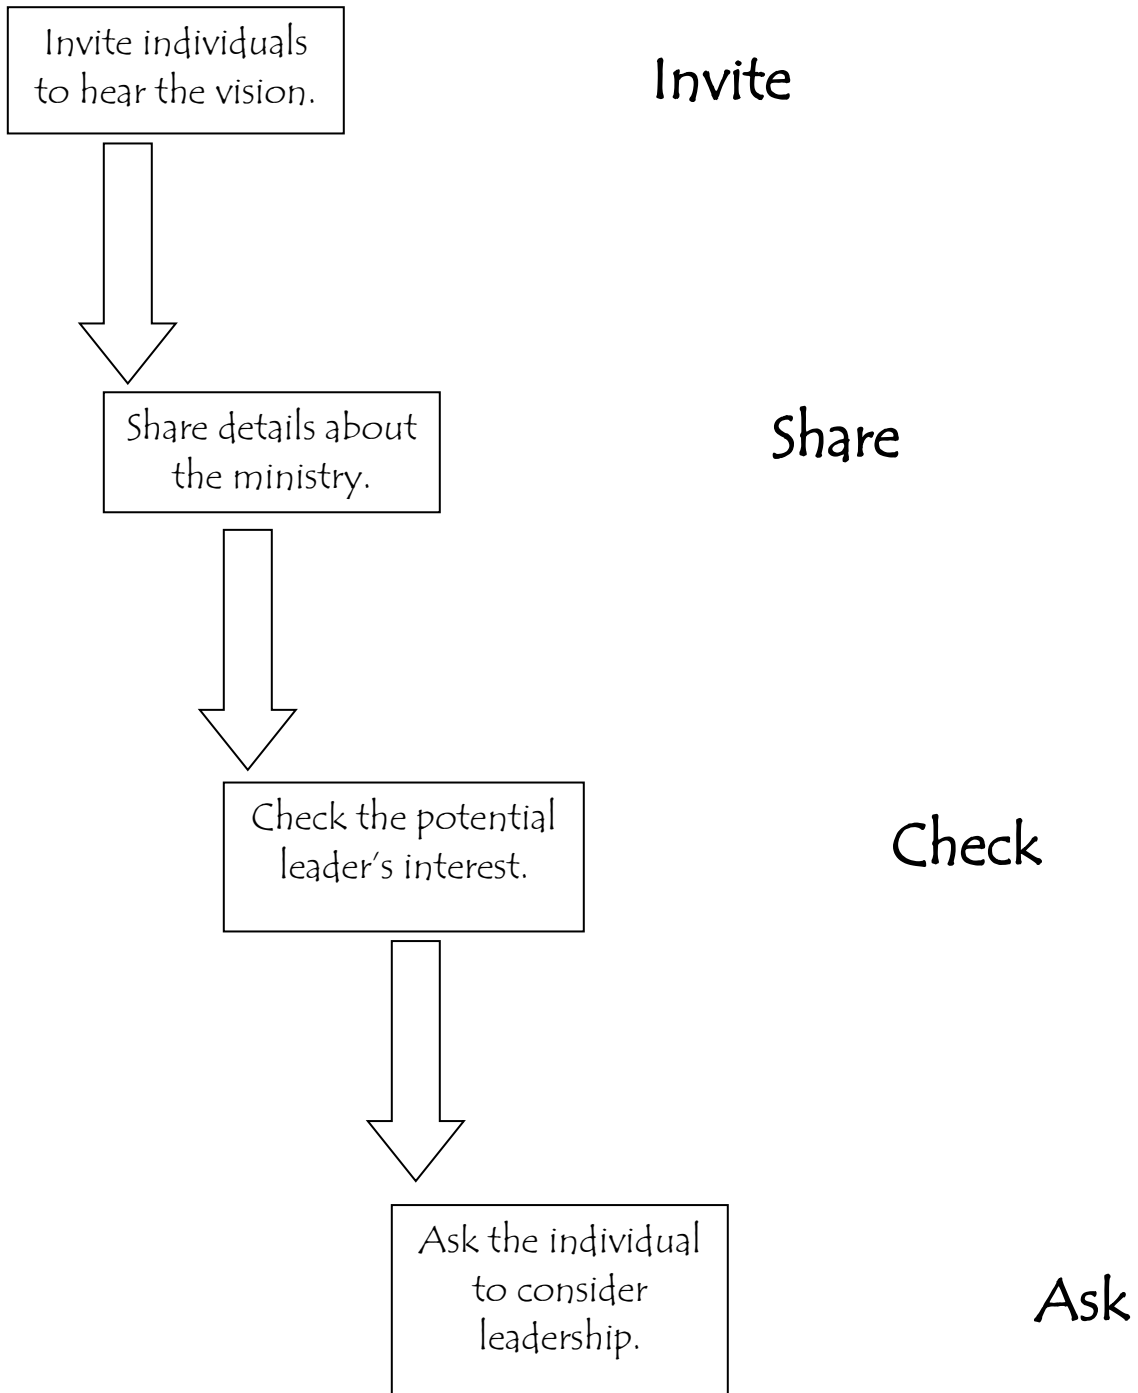 Invite individuals
to hear the vision.
Invite
Share details about
the ministry.
Share
Check the potential
leader’s interest.
Check
Ask the individual
to consider
leadership.
Ask